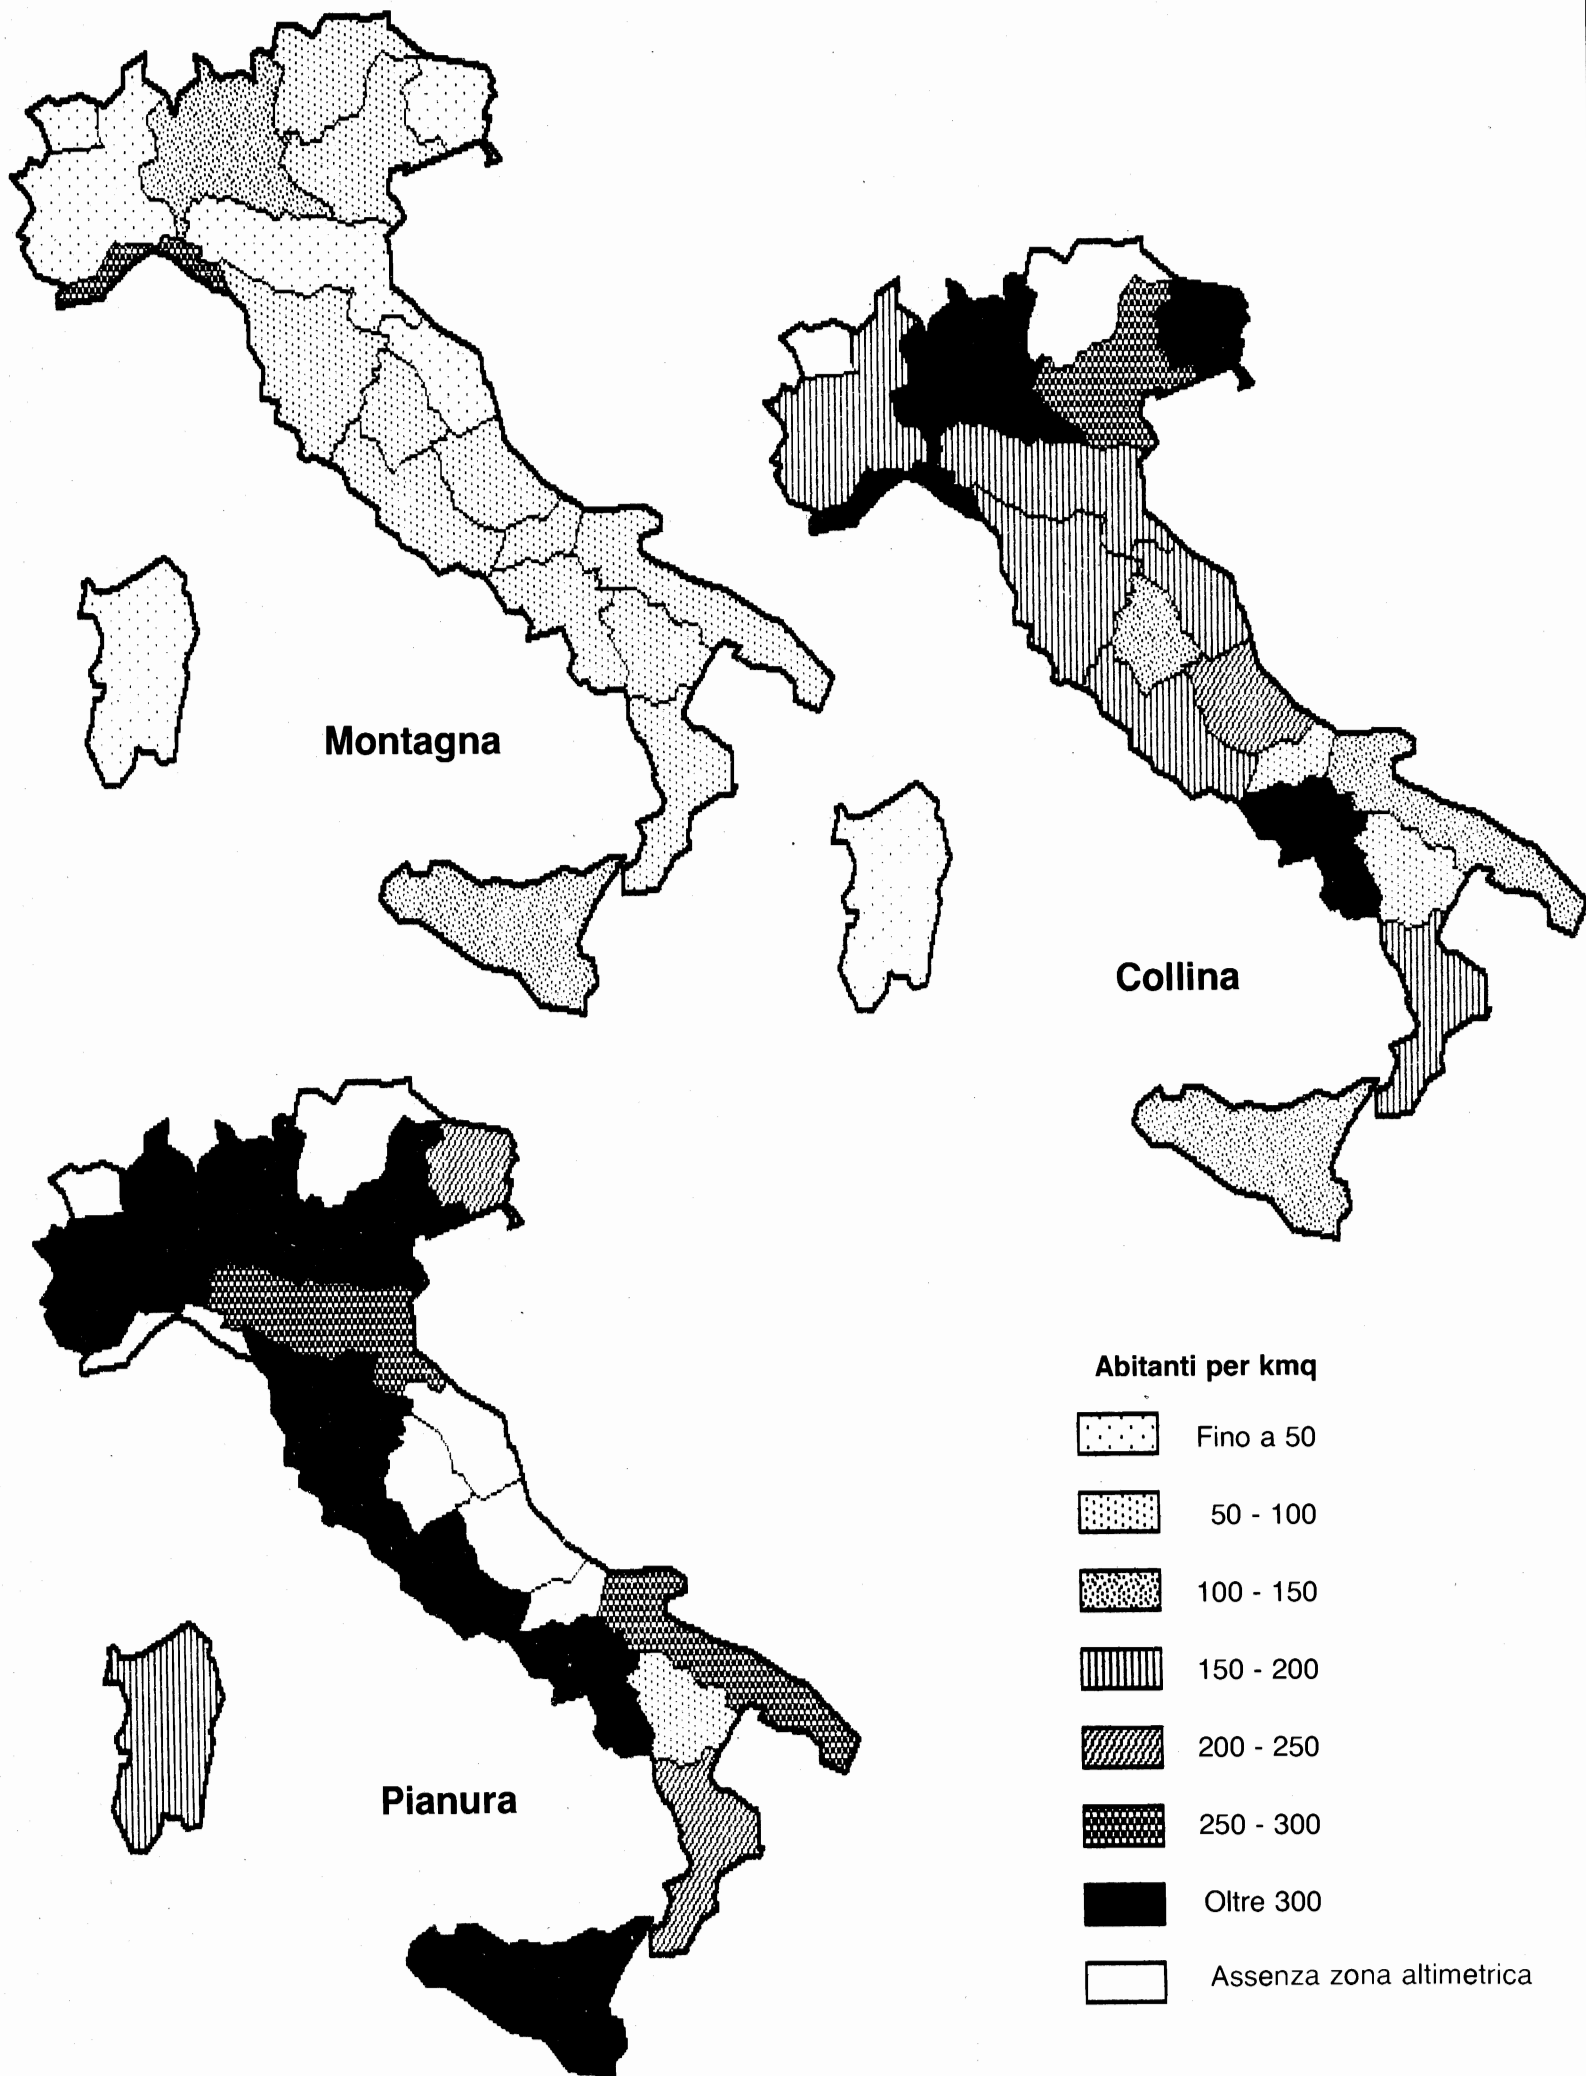 Montagna
Collina
Pianura
Abitanti per kmq
Fino a 50
50 - 100
100 - 150
150 - 200
200 - 250
250 - 300
Oltre 300
Assenza zona altimetrica